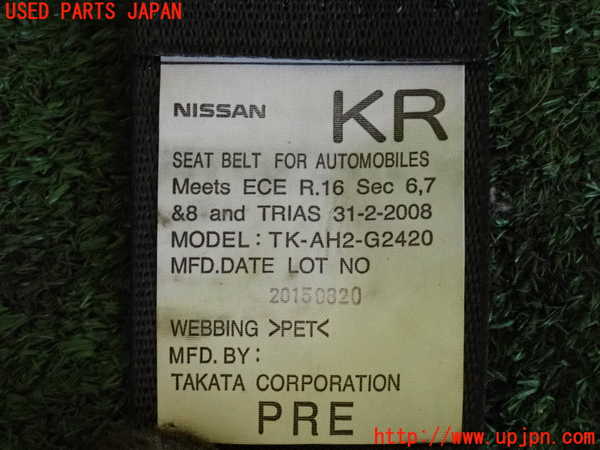 USED PARTS JAPAN
NISSAN KR
SEAT BELT FOR AUTOMOBILES
Meets ECE R.16 Sec 6,7
&8 and TRIAS 31-2-2008
MODEL: TK-AH2-G2420
MFD.DATE LOT NO
20150820
WEBBING >PET<
MFD. BY:
TAKATA CORPORATION
PRE
http://www.upjpn.com/